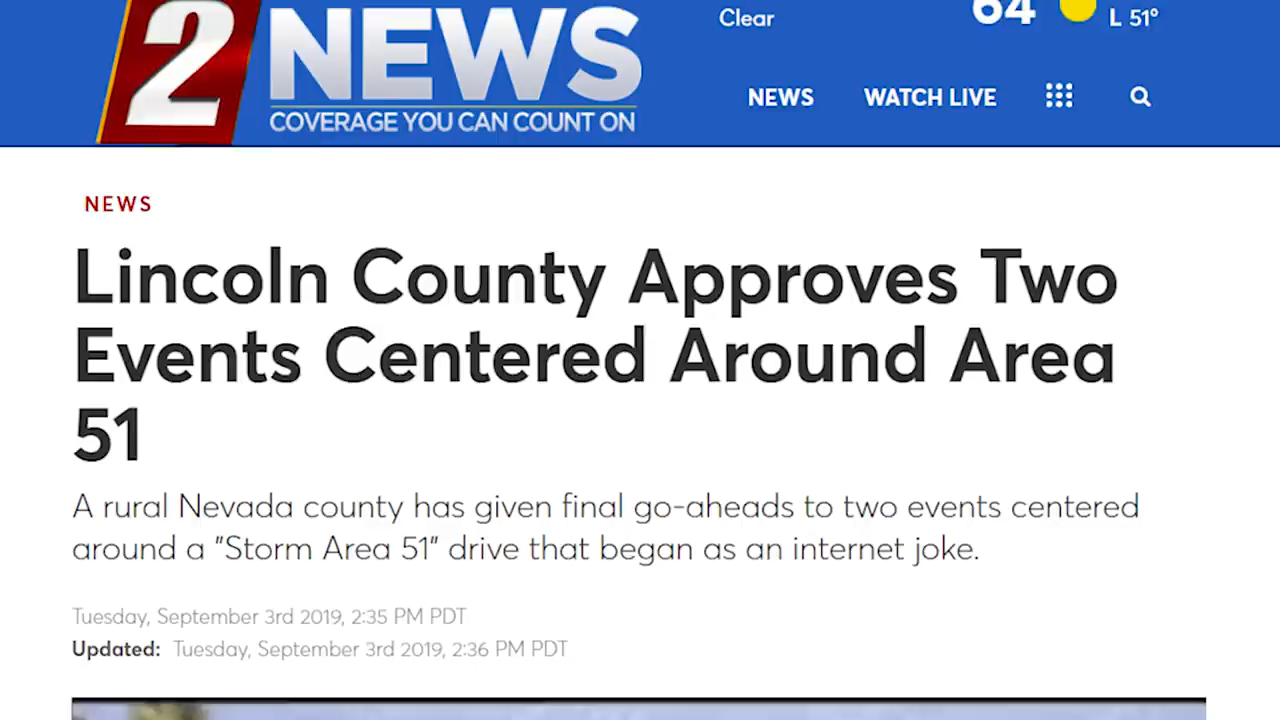 2 NEWS
COVERAGE YOU CAN COUNT ON
Clear
64
L 51°
NEWS
WATCH LIVE
NEWS
Lincoln County Approves Two
Events Centered Around Area
51
A rural Nevada county has given final go-aheads to two events centered
around a "Storm Area 51" drive that began as an internet joke.
Tuesday, September 3rd 2019, 2:35 PM PDT
Updated: Tuesday, September 3rd 2019, 2:36 PM PDT